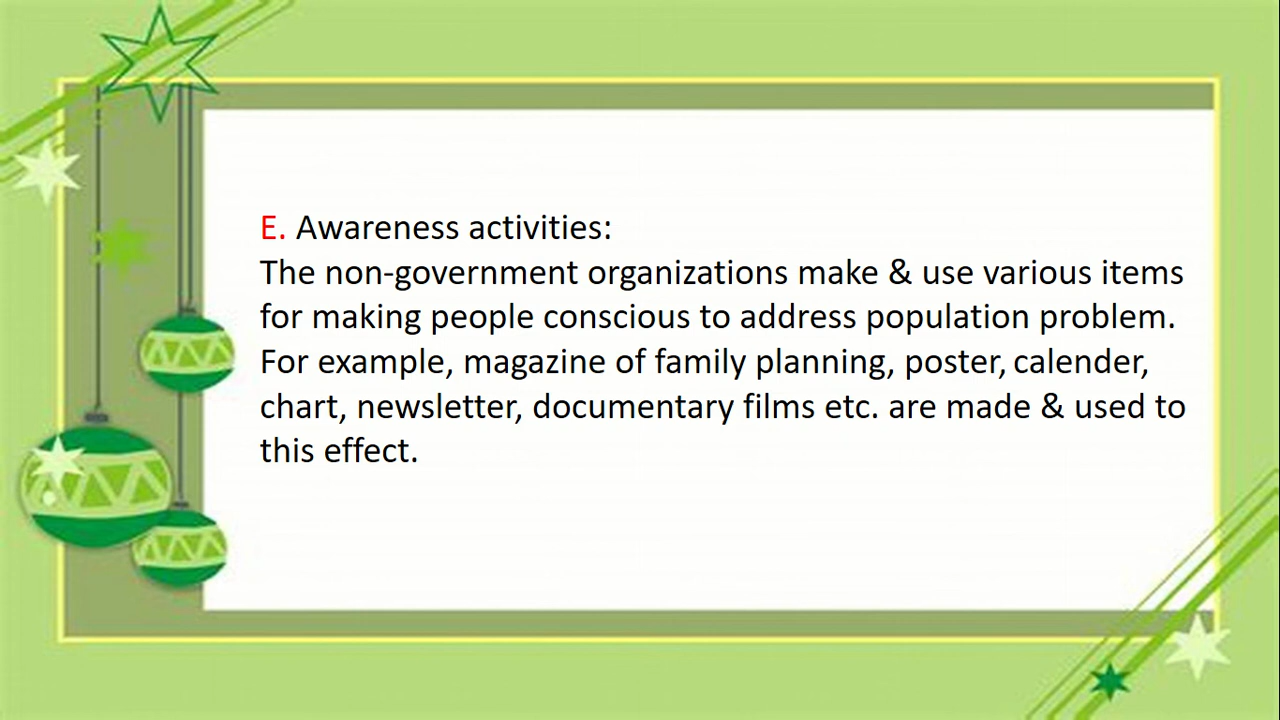 E. Awareness activities:
The non-government organizations make & use various items
for making people conscious to address population problem.
For example, magazine of family planning, poster, calender,
chart, newsletter, documentary films etc. are made & used to
this effect.